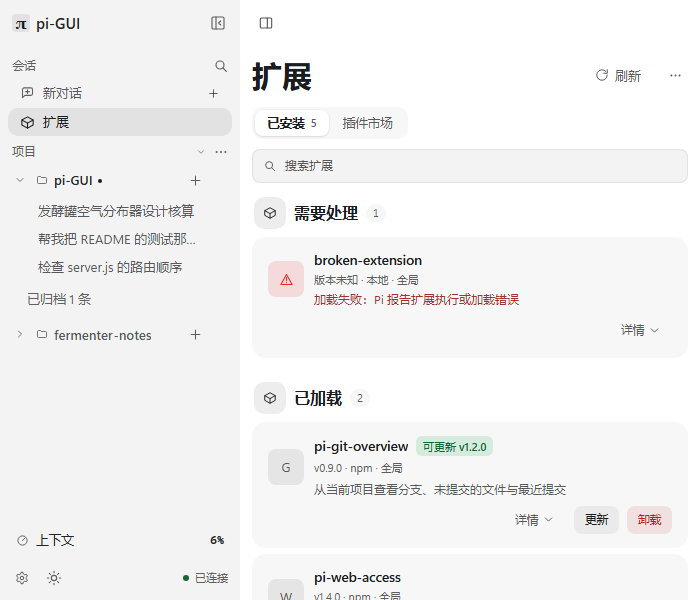 π pi-GUI
会话
新对话
扩展
项目
pi-GUI
发酵罐空气分布器设计核算
帮我把 README 的测试那...
检查 server.js 的路由顺序
已归档 1 条
fermenter-notes
上下文 6%
已连接
扩展
刷新
已安装 5 插件市场
搜索扩展
需要处理 1
broken-extension
版本未知 · 本地 · 全局
加载失败：Pi 报告扩展执行或加载错误
详情
已加载 2
G
pi-git-overview 可更新 v1.2.0
v0.9.0 · npm · 全局
从当前项目查看分支、未提交的文件与最近提交
详情 更新 卸载
W
pi-web-access
v1.4.0 · npm · 全局